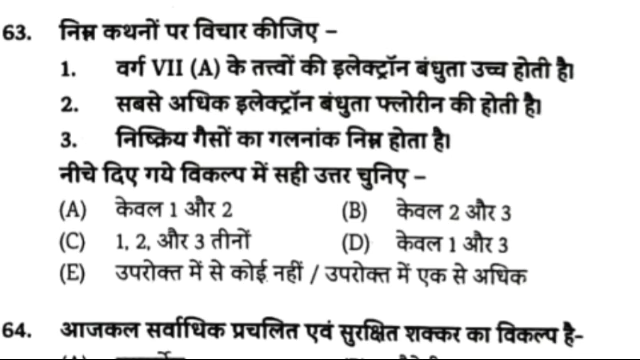 63. निम्न कथनों पर विचार कीजिए –
1. वर्ग VII (A) के तत्त्वों की इलेक्ट्रॉन बंधुता उच्च होती है।
2. सबसे अधिक इलेक्ट्रॉन बंधुता फ्लोरीन की होती है।
3. निष्क्रिय गैसों का गलनांक निम्न होता है।
नीचे दिए गये विकल्प में सही उत्तर चुनिए –
(A) केवल 1 और 2 (B) केवल 2 और 3
(C) 1, 2, और 3 तीनों (D) केवल 1 और 3
(E) उपरोक्त में से कोई नहीं / उपरोक्त में एक से अधिक
64. आजकल सर्वाधिक प्रचलित एवं सुरक्षित शक्कर का विकल्प है-